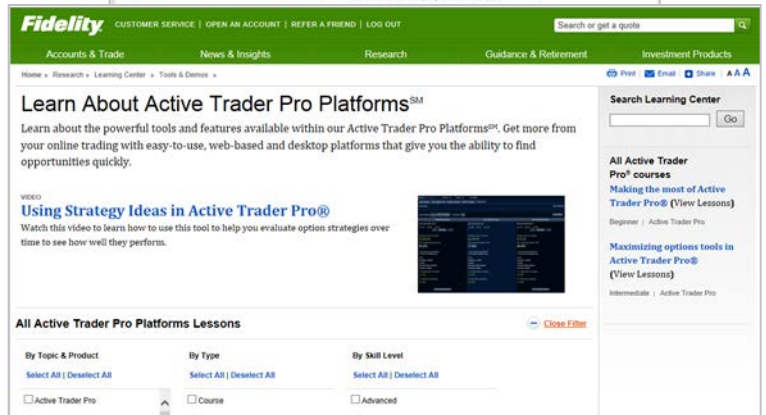 Fidelity
CUSTOMER SERVICE | OPEN AN ACCOUNT | REFER A FRIEND | LOG OUT
Search or get a quote
Accounts & Trade
News & Insights
Research
Guidance & Retirement
Investment Products
Home » Research » Learning Center » Tools & Demos »
Print | Email | Share | A A A
Learn About Active Trader Pro Platforms℠
Learn about the powerful tools and features available within our Active Trader Pro Platforms℠. Get more from
your online trading with easy-to-use, web-based and desktop platforms that give you the ability to find
opportunities quickly.
VIDEO
Using Strategy Ideas in Active Trader Pro®
Watch this video to learn how to use this tool to help you evaluate option strategies over
time to see how well they perform.
Search Learning Center
Go
All Active Trader
Pro® courses
Making the most of Active
Trader Pro® (View Lessons)
Beginner | Active Trader Pro
Maximizing options tools in
Active Trader Pro®
(View Lessons)
Intermediate | Active Trader Pro
All Active Trader Pro Platforms Lessons
Close Filter
By Topic & Product
By Type
By Skill Level
Select All | Deselect All
Select All | Deselect All
Select All | Deselect All
Active Trader Pro
Course
Advanced